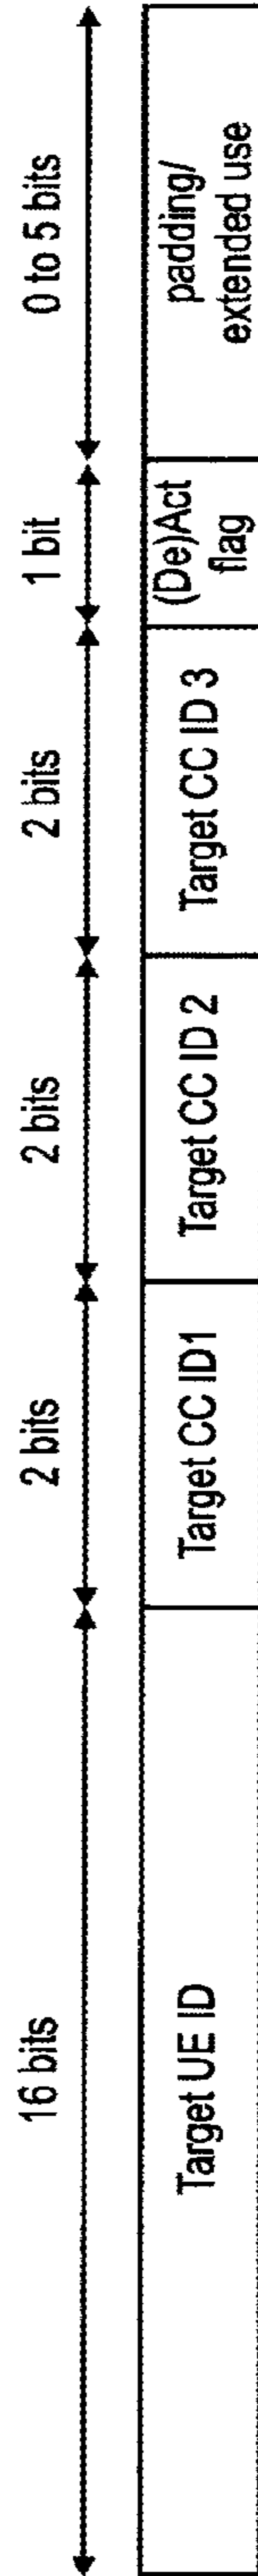 16 bits
2 bits
2 bits
2 bits
1 bit
0 to 5 bits
Target UE ID
Target CC ID1
Target CC ID 2
Target CC ID 3
(De)Act
flag
padding/
extended use